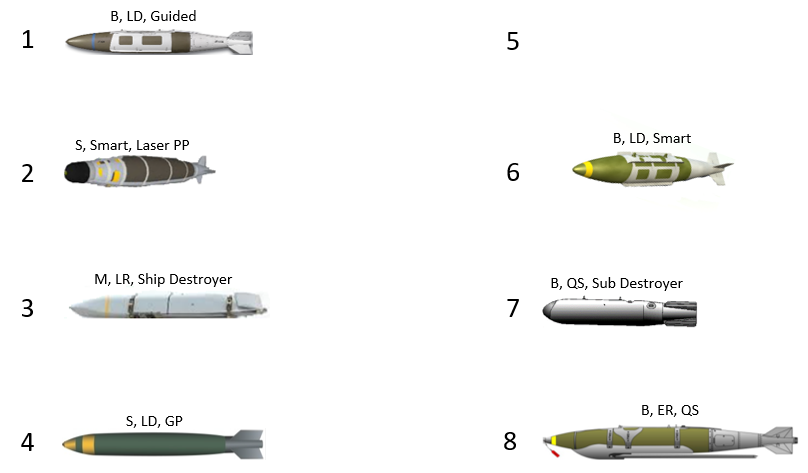 1
B, LD, Guided
2
S, Smart, Laser PP
3
M, LR, Ship Destroyer
4
S, LD, GP
5
6
B, LD, Smart
7
B, QS, Sub Destroyer
8
B, ER, QS